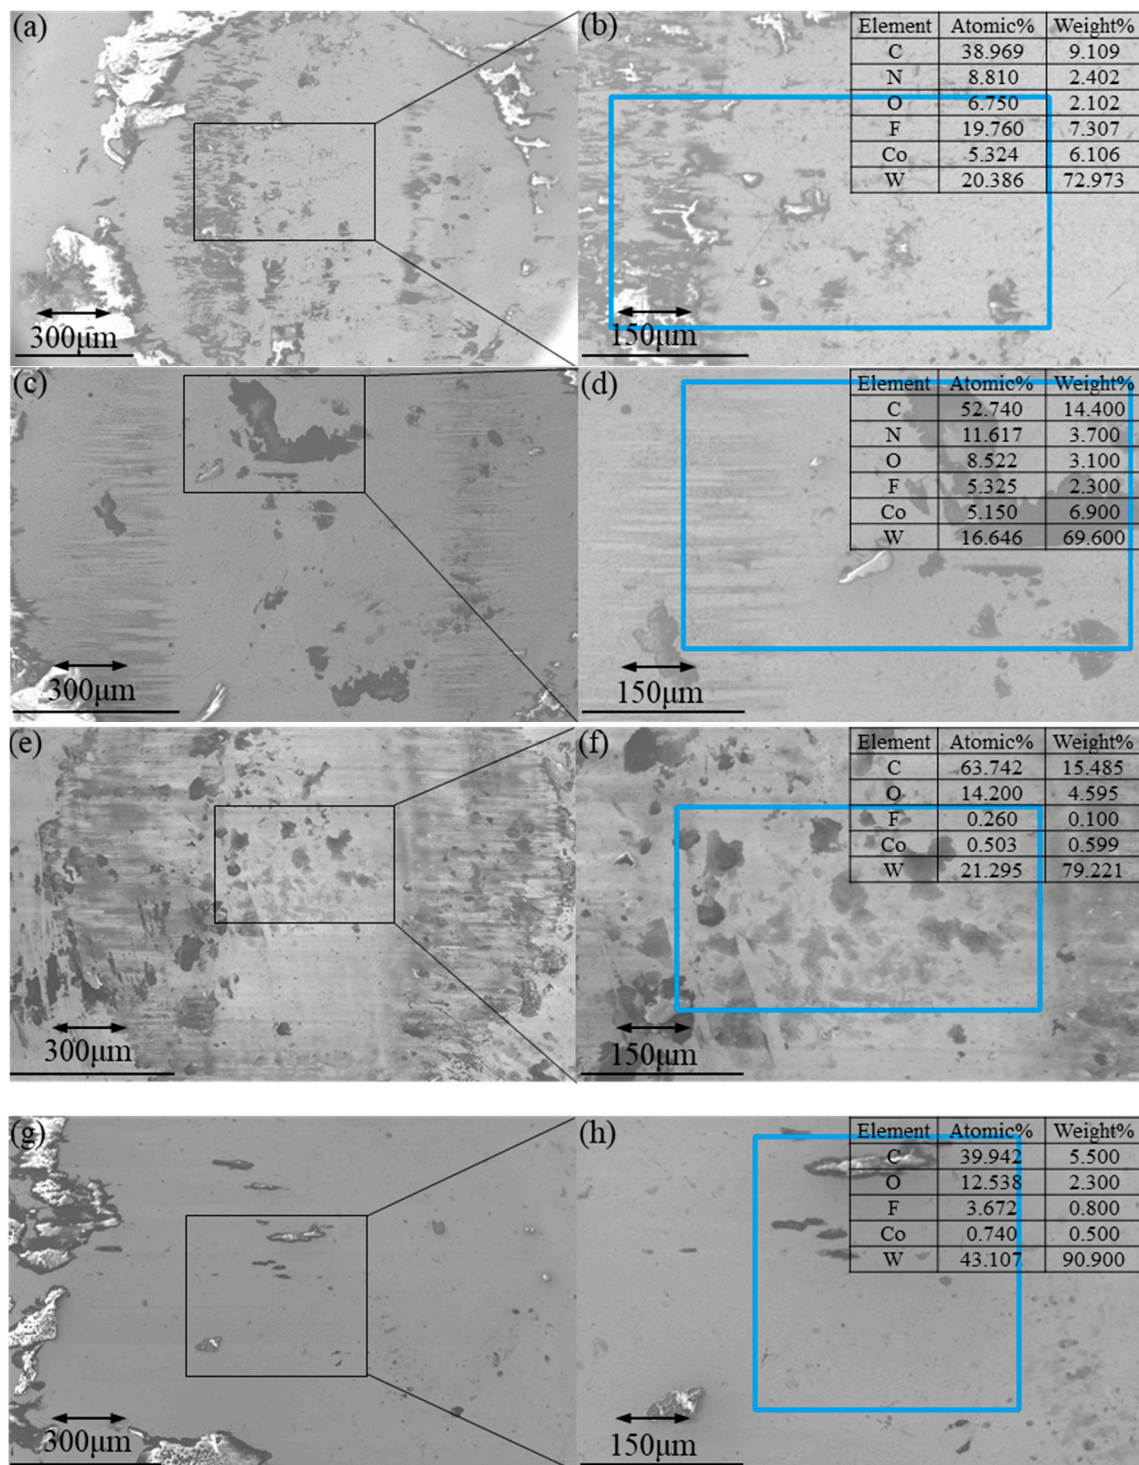 (a)
300μm
(b)
Element Atomic% Weight%
C 38.969 9.109
N 8.810 2.402
O 6.750 2.102
F 19.760 7.307
Co 5.324 6.106
W 20.386 72.973
150μm
(c)
300μm
(d)
Element Atomic% Weight%
C 52.740 14.400
N 11.617 3.700
O 8.522 3.100
F 5.325 2.300
Co 5.150 6.900
W 16.646 69.600
150μm
(e)
300μm
(f)
Element Atomic% Weight%
C 63.742 15.485
O 14.200 4.595
F 0.260 0.100
Co 0.503 0.599
W 21.295 79.221
150μm
(g)
300μm
(h)
Element Atomic% Weight%
C 39.942 5.500
O 12.538 2.300
F 3.672 0.800
Co 0.740 0.500
W 43.107 90.900
150μm